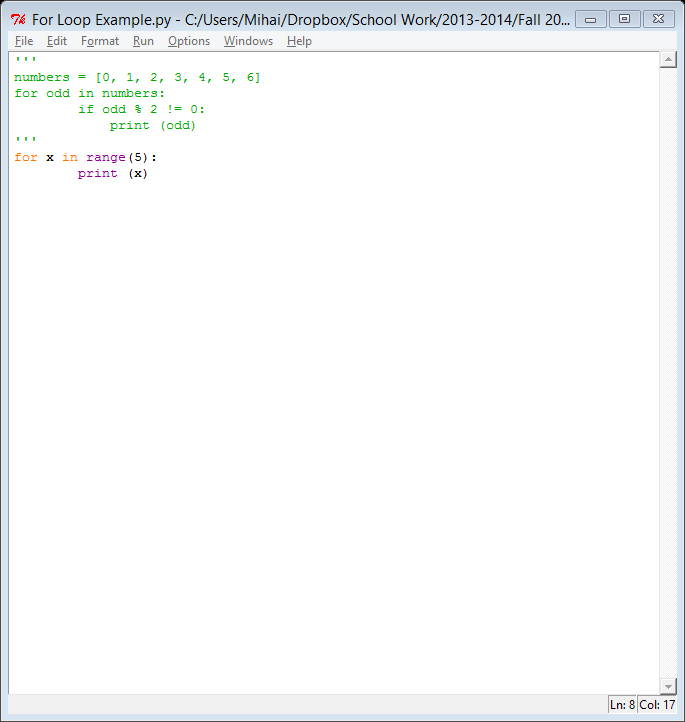 For Loop Example.py - C:/Users/Mihai/Dropbox/School Work/2013-2014/Fall 20...
File Edit Format Run Options Windows Help
'''
numbers = [0, 1, 2, 3, 4, 5, 6]
for odd in numbers:
        if odd % 2 != 0:
            print (odd)
'''
for x in range(5):
        print (x)
Ln: 8 Col: 17